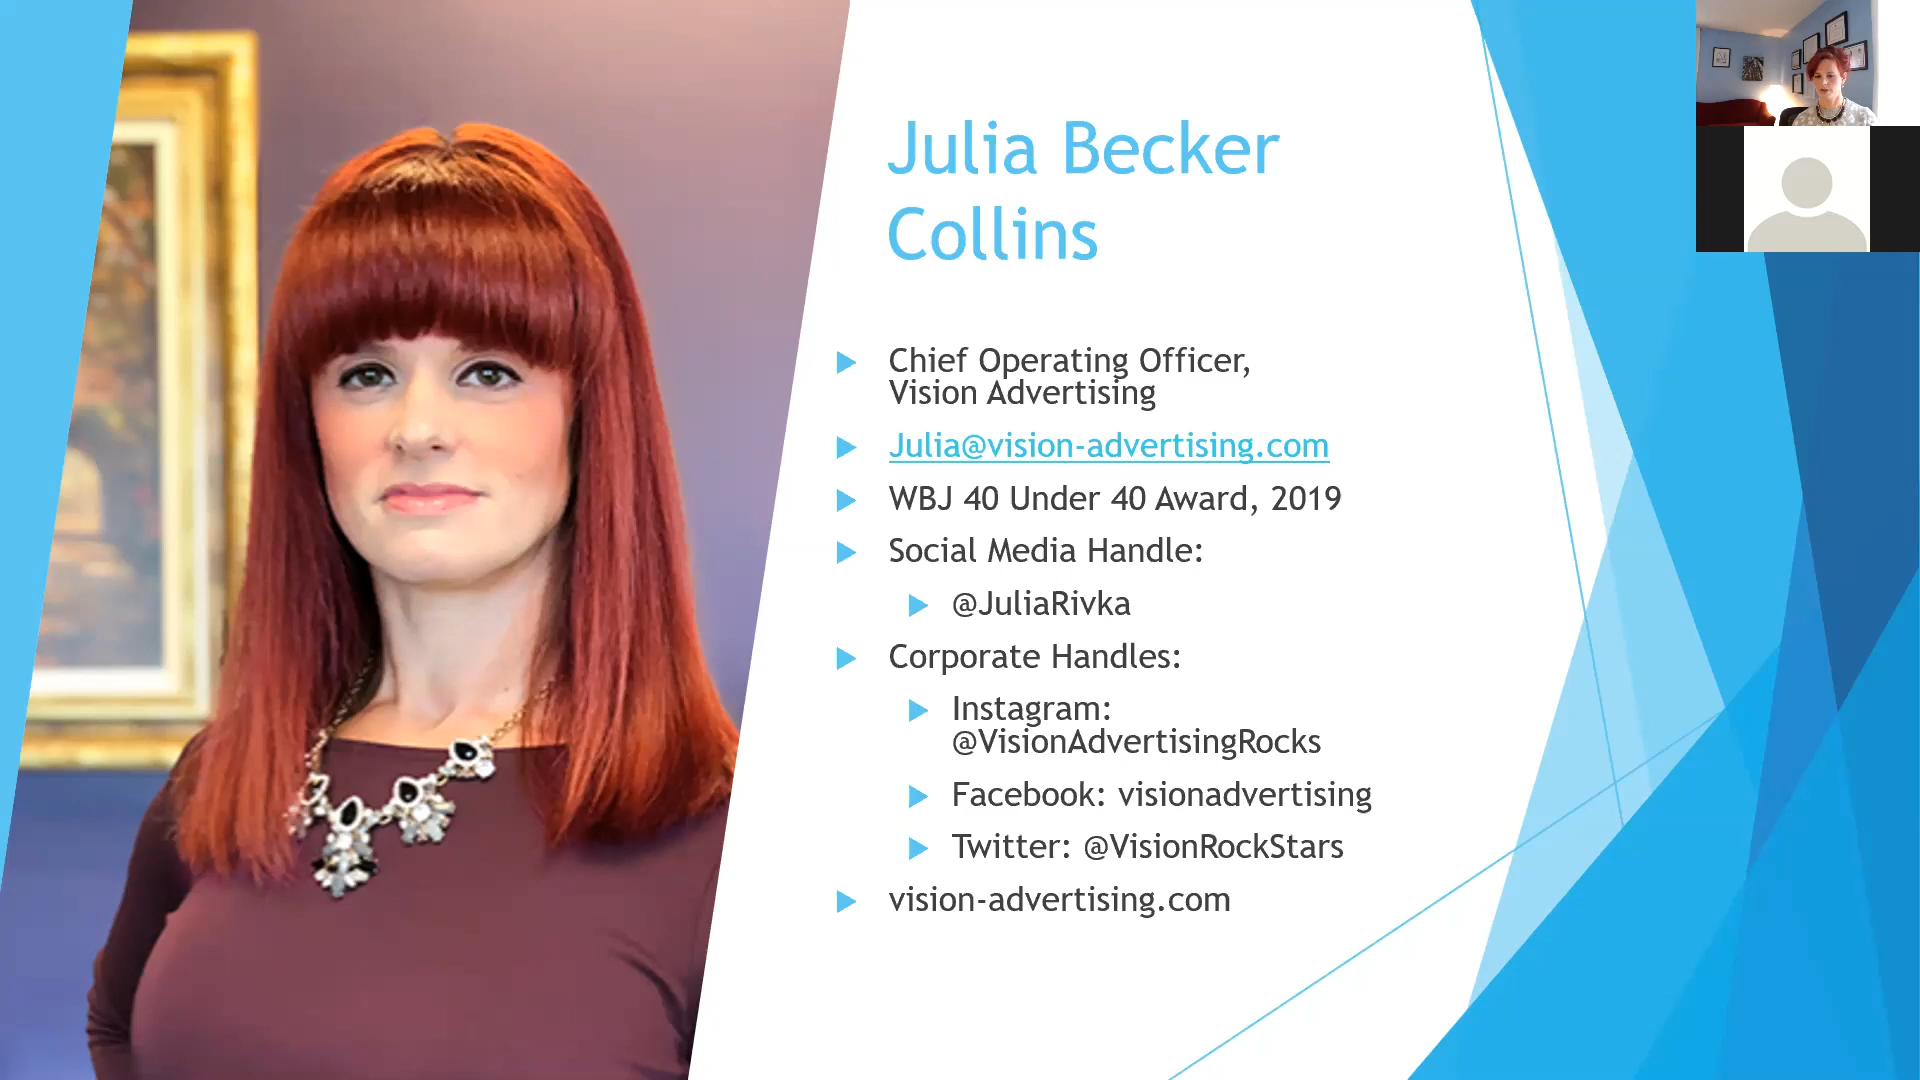 Julia Becker
Collins
Chief Operating Officer,
Vision Advertising
Julia@vision-advertising.com
WBJ 40 Under 40 Award, 2019
Social Media Handle:
@JuliaRivka
Corporate Handles:
Instagram:
@VisionAdvertisingRocks
Facebook: visionadvertising
Twitter: @VisionRockStars
vision-advertising.com